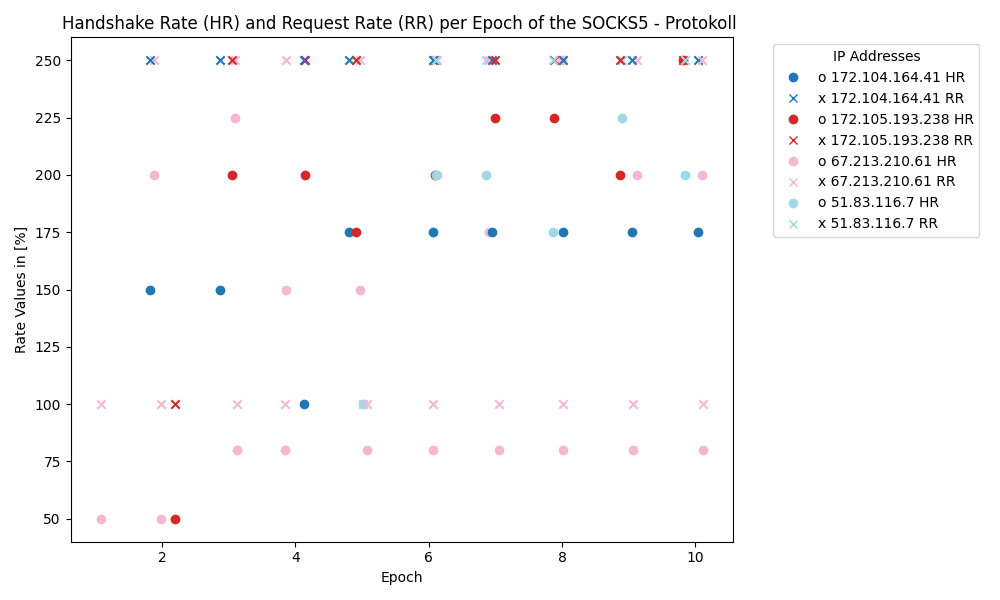 Handshake Rate (HR) and Request Rate (RR) per Epoch of the SOCKS5 - Protokoll
250
225
200
175
150
125
100
75
50
Rate Values in [%]
2 4 6 8 10
Epoch
IP Addresses
o 172.104.164.41 HR
x 172.104.164.41 RR
o 172.105.193.238 HR
x 172.105.193.238 RR
o 67.213.210.61 HR
x 67.213.210.61 RR
o 51.83.116.7 HR
x 51.83.116.7 RR